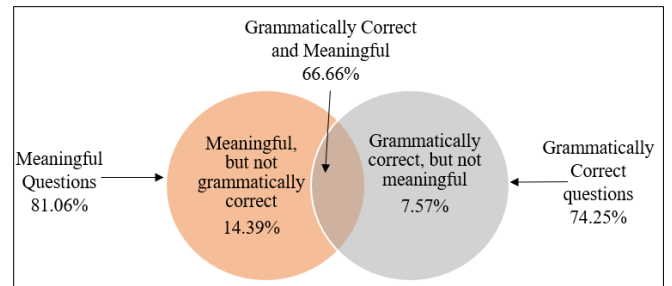 Grammatically Correct
and Meaningful
66.66%
Meaningful
Questions
81.06%
Meaningful,
but not
grammatically
correct
14.39%
Grammatically
correct, but not
meaningful
7.57%
Grammatically
Correct
questions
74.25%